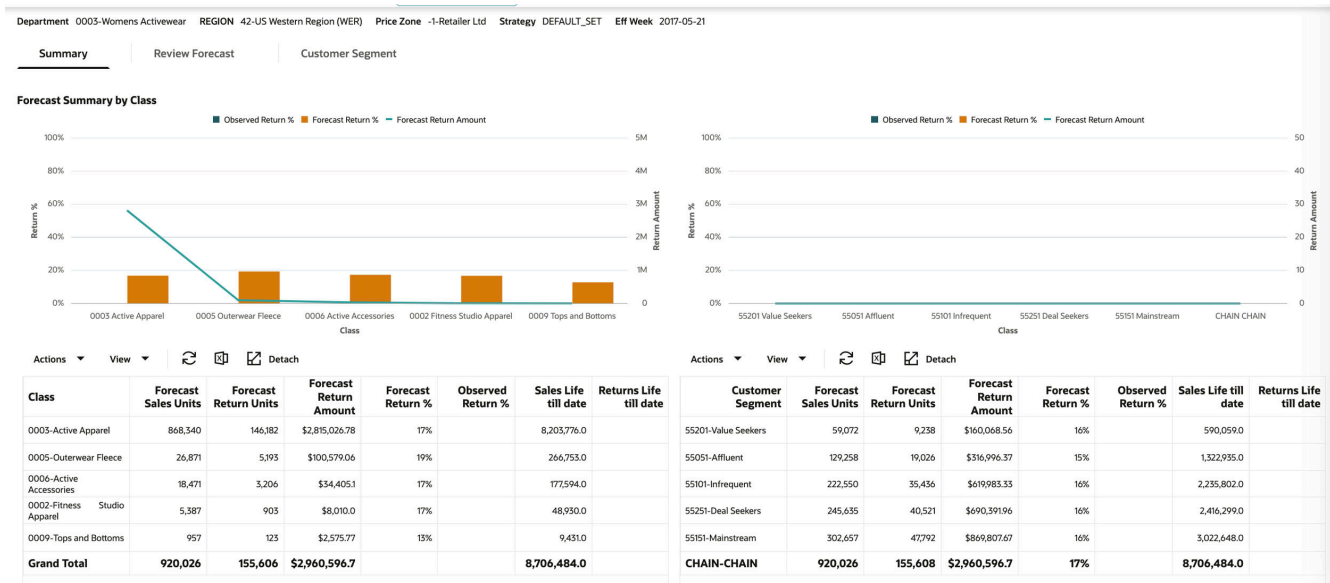 Department 0003-Womens Activewear REGION 42-US Western Region (WER) Price Zone -1-Retailer Ltd Strategy DEFAULT_SET Eff Week 2017-05-21
Summary Review Forecast Customer Segment
Forecast Summary by Class
Observed Return % Forecast Return % Forecast Return Amount
100% 5M
80% 4M
60% 3M
40% 2M
20% 1M
0% 0
Return %
Return Amount
0003 Active Apparel 0005 Outerwear Fleece 0006 Active Accessories 0002 Fitness Studio Apparel 0009 Tops and Bottoms
Class
Observed Return % Forecast Return % Forecast Return Amount
100% 50
80% 40
60% 30
40% 20
20% 10
0% 0
Return %
Return Amount
55201 Value Seekers 55051 Affluent 55101 Infrequent 55251 Deal Seekers 55151 Mainstream CHAIN CHAIN
Class
Actions View Detach
Class Forecast Sales Units Forecast Return Units Forecast Return Amount Forecast Return % Observed Return % Sales Life till date Returns Life till date
0003-Active Apparel 868,340 146,182 $2,815,026.78 17% 8,203,776.0
0005-Outerwear Fleece 26,871 5,193 $100,579.06 19% 266,753.0
0006-Active Accessories 18,471 3,206 $34,405.1 17% 177,594.0
0002-Fitness Studio Apparel 5,387 903 $8,010.0 17% 48,930.0
0009-Tops and Bottoms 957 123 $2,575.77 13% 9,431.0
Grand Total 920,026 155,606 $2,960,596.7 8,706,484.0
Actions View Detach
Customer Segment Forecast Sales Units Forecast Return Units Forecast Return Amount Forecast Return % Observed Return % Sales Life till date Returns Life till date
55201-Value Seekers 59,072 9,238 $160,068.56 16% 590,059.0
55051-Affluent 129,258 19,026 $316,996.37 15% 1,322,935.0
55101-Infrequent 222,550 35,436 $619,983.33 16% 2,235,802.0
55251-Deal Seekers 245,635 40,521 $690,391.96 16% 2,416,299.0
55151-Mainstream 302,657 47,792 $869,807.67 16% 3,022,648.0
CHAIN-CHAIN 920,026 155,608 $2,960,596.7 17% 8,706,484.0